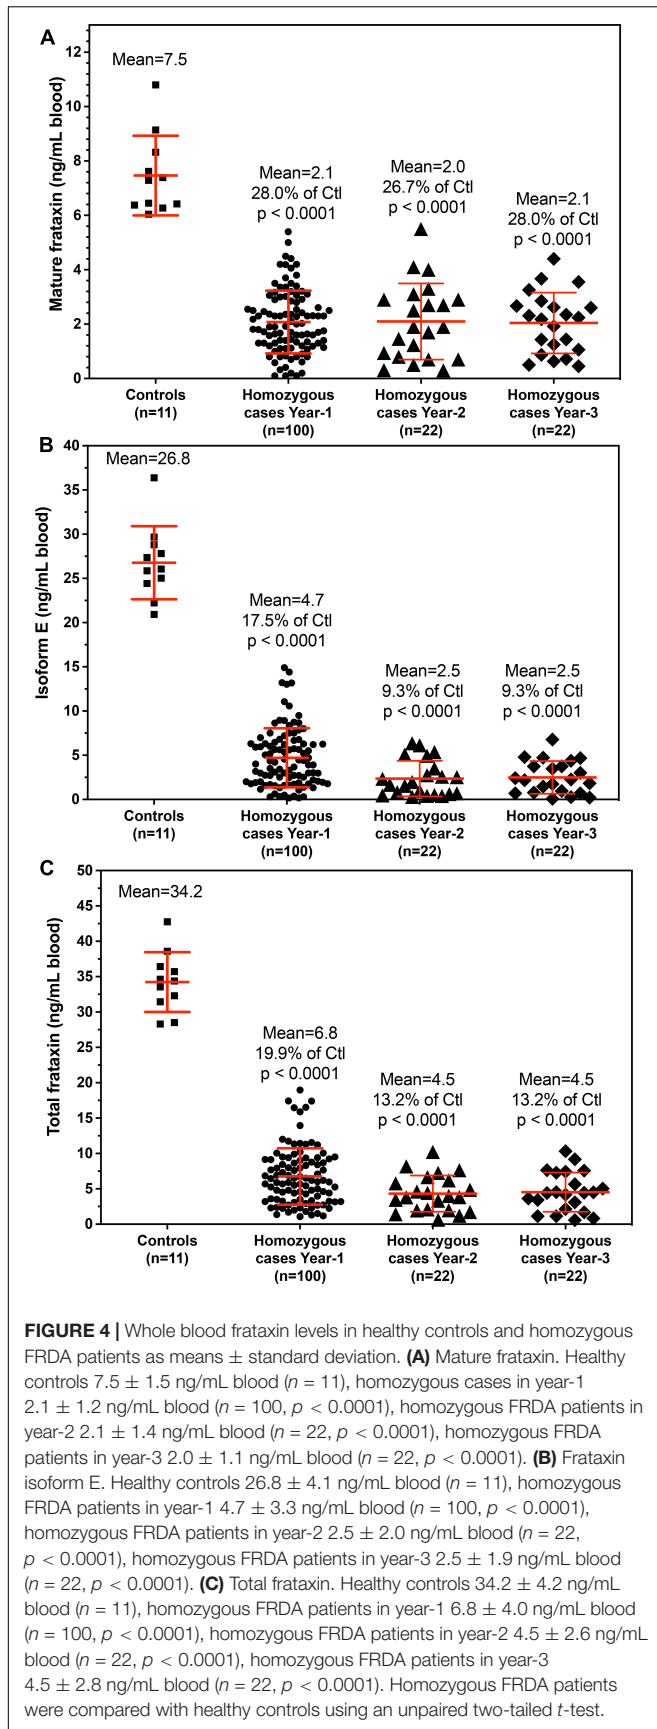 A
Mature frataxin (ng/mL blood)
12
10
8
6
4
2
0
Mean=7.5
Mean=2.1
28.0% of Ctl
p < 0.0001
Mean=2.0
26.7% of Ctl
p < 0.0001
Mean=2.1
28.0% of Ctl
p < 0.0001
Controls
(n=11)
Homozygous
cases Year-1
(n=100)
Homozygous
cases Year-2
(n=22)
Homozygous
cases Year-3
(n=22)
B
Isoform E (ng/mL blood)
40
35
30
25
20
15
10
5
0
Mean=26.8
Mean=4.7
17.5% of Ctl
p < 0.0001
Mean=2.5
9.3% of Ctl
p < 0.0001
Mean=2.5
9.3% of Ctl
p < 0.0001
Controls
(n=11)
Homozygous
cases Year-1
(n=100)
Homozygous
cases Year-2
(n=22)
Homozygous
cases Year-3
(n=22)
C
Total frataxin (ng/mL blood)
50
45
40
35
30
25
20
15
10
5
0
Mean=34.2
Mean=6.8
19.9% of Ctl
p < 0.0001
Mean=4.5
13.2% of Ctl
p < 0.0001
Mean=4.5
13.2% of Ctl
p < 0.0001
Controls
(n=11)
Homozygous
cases Year-1
(n=100)
Homozygous
cases Year-2
(n=22)
Homozygous
cases Year-3
(n=22)
FIGURE 4 | Whole blood frataxin levels in healthy controls and homozygous
FRDA patients as means ± standard deviation. (A) Mature frataxin. Healthy
controls 7.5 ± 1.5 ng/mL blood (n = 11), homozygous cases in year-1
2.1 ± 1.2 ng/mL blood (n = 100, p < 0.0001), homozygous FRDA patients in
year-2 2.1 ± 1.4 ng/mL blood (n = 22, p < 0.0001), homozygous FRDA
patients in year-3 2.0 ± 1.1 ng/mL blood (n = 22, p < 0.0001). (B) Frataxin
isoform E. Healthy controls 26.8 ± 4.1 ng/mL blood (n = 11), homozygous
FRDA patients in year-1 4.7 ± 3.3 ng/mL blood (n = 100, p < 0.0001),
homozygous FRDA patients in year-2 2.5 ± 2.0 ng/mL blood (n = 22,
p < 0.0001), homozygous FRDA patients in year-3 2.5 ± 1.9 ng/mL blood
(n = 22, p < 0.0001). (C) Total frataxin. Healthy controls 34.2 ± 4.2 ng/mL
blood (n = 11), homozygous FRDA patients in year-1 6.8 ± 4.0 ng/mL blood
(n = 100, p < 0.0001), homozygous FRDA patients in year-2 4.5 ± 2.6 ng/mL
blood (n = 22, p < 0.0001), homozygous FRDA patients in year-3
4.5 ± 2.8 ng/mL blood (n = 22, p < 0.0001). Homozygous FRDA patients
were compared with healthy controls using an unpaired two-tailed t-test.